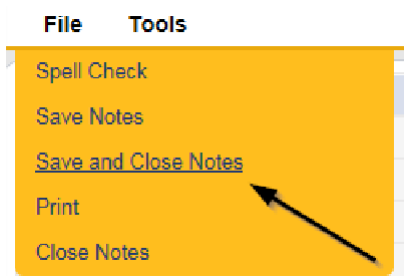 File Tools
Spell Check
Save Notes
Save and Close Notes
Print
Close Notes